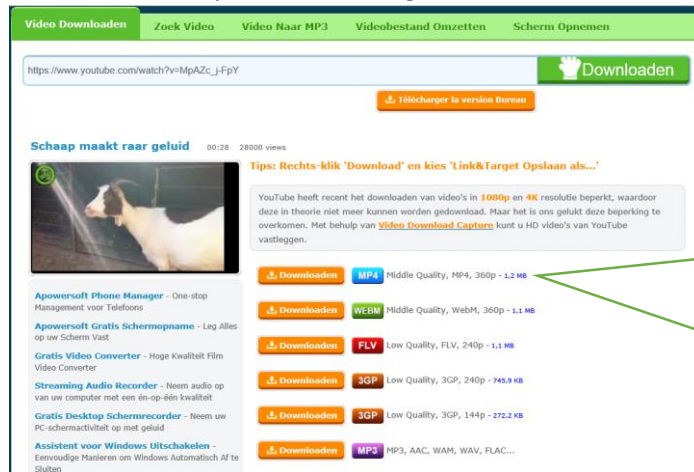 Video Downloaden Zoek Video Video Naar MP3 Videobestand Omzetten Scherm Opnemen
https://www.youtube.com/watch?v=MpAZc_j-FpY
Downloaden
Télécharger la version Bureau
Schaap maakt raar geluid 00:28 28000 views
Tips: Rechts-klik 'Download' en kies 'Link&Target Opslaan als...'
YouTube heeft recent het downloaden van video's in 1080p en 4K resolutie beperkt, waardoor
deze in theorie niet meer kunnen worden gedownload. Maar het is ons gelukt deze beperking te
overkomen. Met behulp van Video Download Capture kunt u HD video's van YouTube
vastleggen.
Downloaden MP4 Middle Quality, MP4, 360p - 1,2 MB
Downloaden WEBM Middle Quality, WebM, 360p - 1,1 MB
Downloaden FLV Low Quality, FLV, 240p - 1,1 MB
Downloaden 3GP Low Quality, 3GP, 240p - 745,9 KB
Downloaden 3GP Low Quality, 3GP, 144p - 272,2 KB
Downloaden MP3 MP3, AAC, WAM, WAV, FLAC...
Apowersoft Phone Manager - One-stop
Management voor Telefoons
Apowersoft Gratis Schermopname - Leg Alles
op uw Scherm Vast
Gratis Video Converter - Hoge Kwaliteit Film
Video Converter
Streaming Audio Recorder - Neem audio op
van uw computer met een én-op-één kwaliteit
Gratis Desktop Schermrecorder - Neem uw
PC-schermactiviteit op met geluid
Assistent voor Windows Uitschakelen -
Eenvoudige Manieren om Windows Automatisch Af te
Sluiten